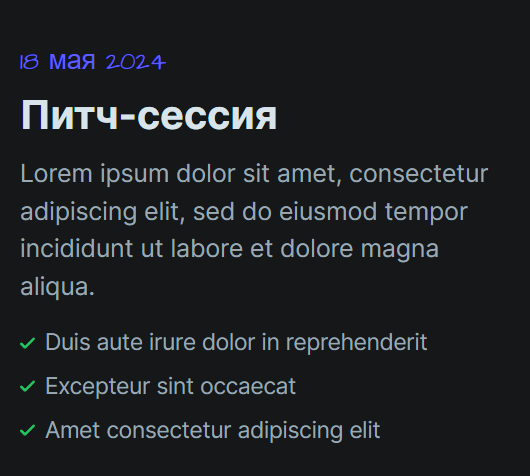 18 мая 2024
Питч-сессия
Lorem ipsum dolor sit amet, consectetur
adipiscing elit, sed do eiusmod tempor
incididunt ut labore et dolore magna
aliqua.
Duis aute irure dolor in reprehenderit
Excepteur sint occaecat
Amet consectetur adipiscing elit